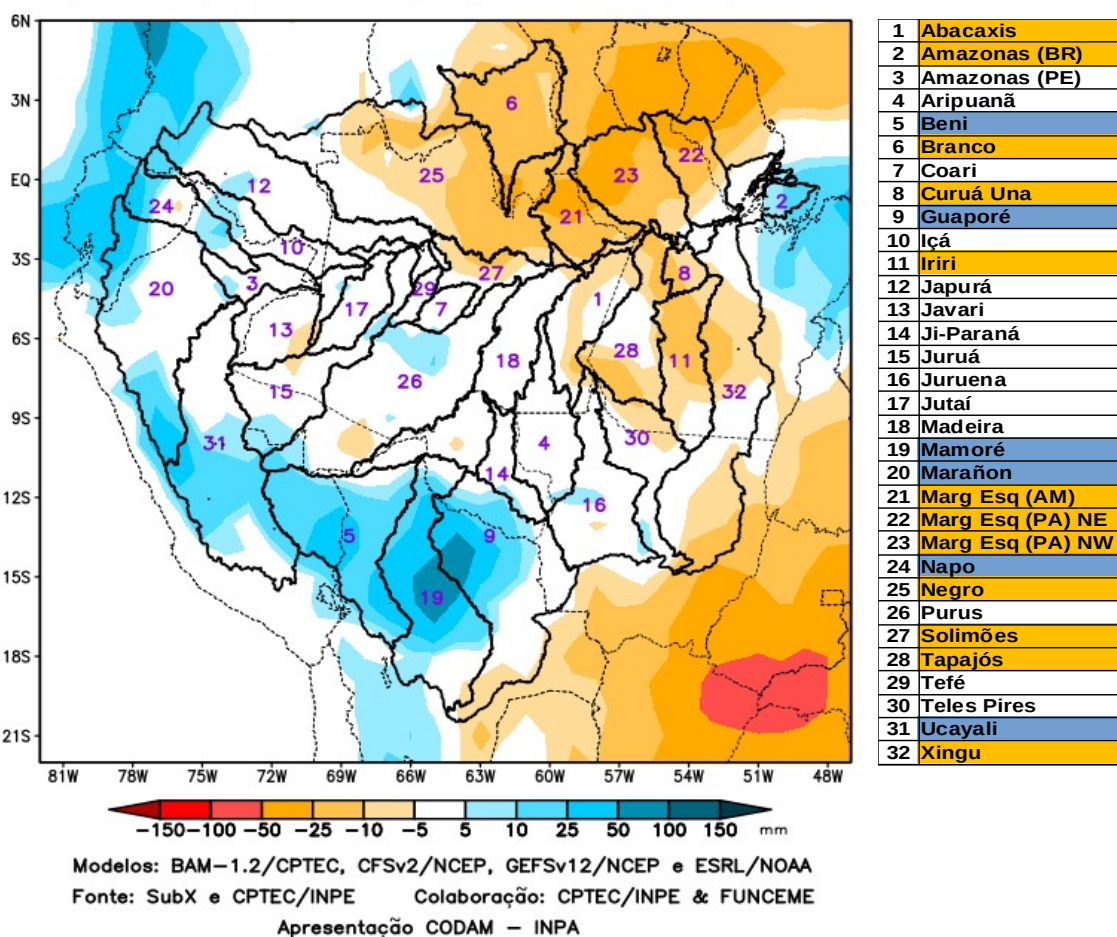 6N
3N
EQ
3S
6S
9S
12S
15S
18S
21S
81W 78W 75W 72W 69W 66W 63W 60W 57W 54W 51W 48W
6
22
25
23
12
2
24
21
10
27
8
3
29
20
1
7
17
13
28
18
11
26
15
32
30
31
4
14
16
5
9
19
-150 -100 -50 -25 -10 -5 5 10 25 50 100 150 mm
Modelos: BAM-1.2/CPTEC, CFSv2/NCEP, GEFSv12/NCEP e ESRL/NOAA
Fonte: SubX e CPTEC/INPE Colaboração: CPTEC/INPE & FUNCEME
Apresentação CODAM - INPA
1 Abacaxis
2 Amazonas (BR)
3 Amazonas (PE)
4 Aripuanã
5 Beni
6 Branco
7 Coari
8 Curuá Una
9 Guaporé
10 Içá
11 Iriri
12 Japurá
13 Javari
14 Ji-Paraná
15 Juruá
16 Juruena
17 Jutaí
18 Madeira
19 Mamoré
20 Marañon
21 Marg Esq (AM)
22 Marg Esq (PA) NE
23 Marg Esq (PA) NW
24 Napo
25 Negro
26 Purus
27 Solimões
28 Tapajós
29 Tefé
30 Teles Pires
31 Ucayali
32 Xingu